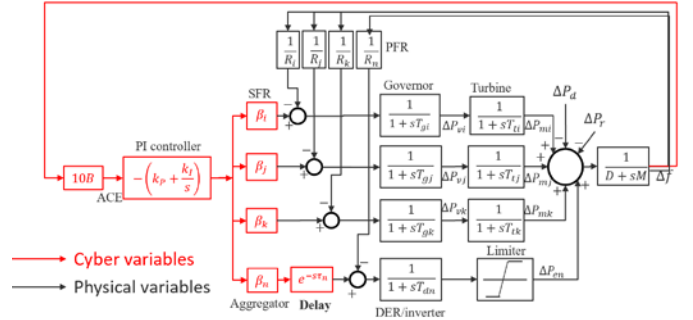 1/R_i 1/R_j 1/R_k 1/R_n PFR
SFR Governor Turbine ΔP_d
ΔP_r
β_i − + 1/(1 + sT_gi) ΔP_vi 1/(1 + sT_ti) ΔP_mi − −
PI controller
10B −(k_P + k_I/s) β_j − + 1/(1 + sT_gj) ΔP_vj 1/(1 + sT_tj) ΔP_mj + + 1/(D + sM) Δf
ACE
β_k − + 1/(1 + sT_gk) ΔP_vk 1/(1 + sT_tk) ΔP_mk + +
Cyber variables
Limiter
Physical variables β_n e^(−sτ_n) − + 1/(1 + sT_dn) ΔP_en
Aggregator Delay DER/inverter